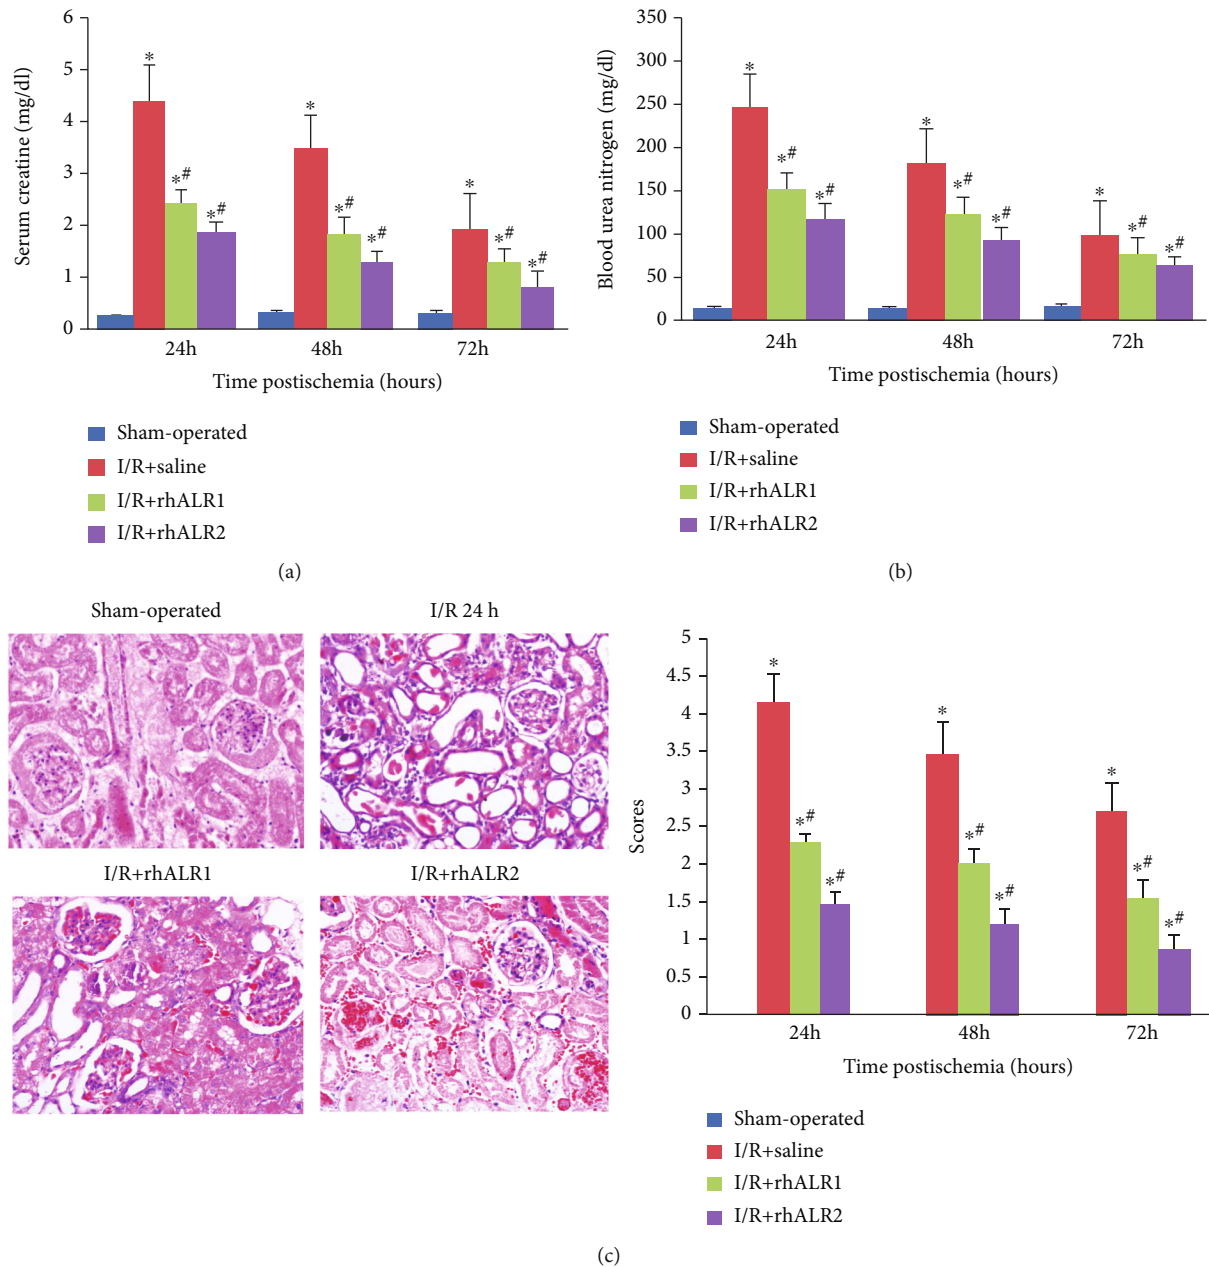 6
5
4
3
2
1
0
Serum creatine (mg/dl)
*
*#
*#
*
*#
*#
*
*#
*#
24h 48h 72h
Time postischemia (hours)
Sham-operated
I/R+saline
I/R+rhALR1
I/R+rhALR2
(a)
350
300
250
200
150
100
50
0
Blood urea nitrogen (mg/dl)
*
*#
*#
*
*#
*#
*
*#
*#
24h 48h 72h
Time postischemia (hours)
Sham-operated
I/R+saline
I/R+rhALR1
I/R+rhALR2
(b)
Sham-operated I/R 24 h
I/R+rhALR1 I/R+rhALR2
5
4.5
4
3.5
3
2.5
2
1.5
1
0.5
0
Scores
*
*#
*#
*
*#
*#
*
*#
*#
24h 48h 72h
Time postischemia (hours)
Sham-operated
I/R+saline
I/R+rhALR1
I/R+rhALR2
(c)